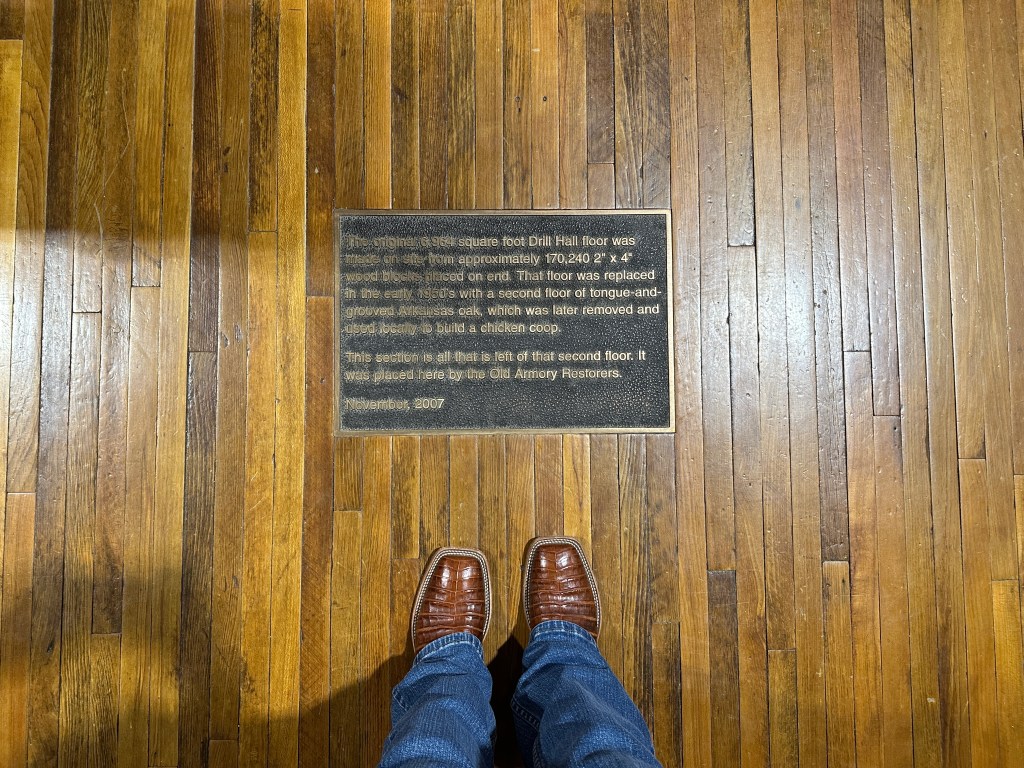 The original 6,964 square foot Drill Hall floor was
made on site from approximately 170,240 2" x 4"
wood blocks placed on end. That floor was replaced
in the early 1950's with a second floor of tongue-and-
grooved Arkansas oak, which was later removed and
used locally to build a chicken coop.
This section is all that is left of that second floor. It
was placed here by the Old Armory Restorers.
November, 2007